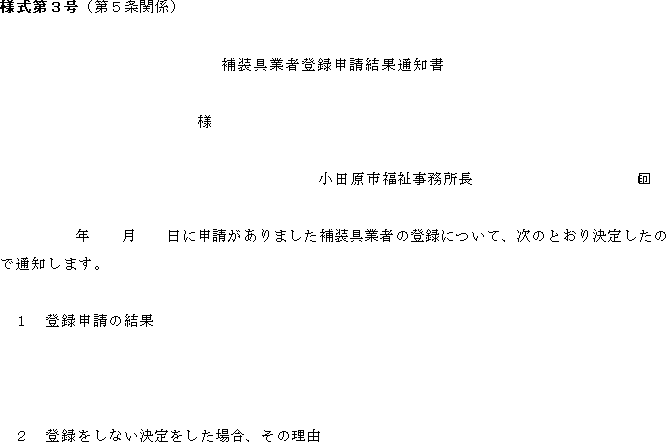 様式第３号（第５条関係）
補装具業者登録申請結果通知書
様
小田原市福祉事務所長　　　　　　　　　　　印
年　　月　　日に申請がありました補装具業者の登録について、次のとおり決定したの
で通知します。
１　登録申請の結果
２　登録をしない決定をした場合、その理由